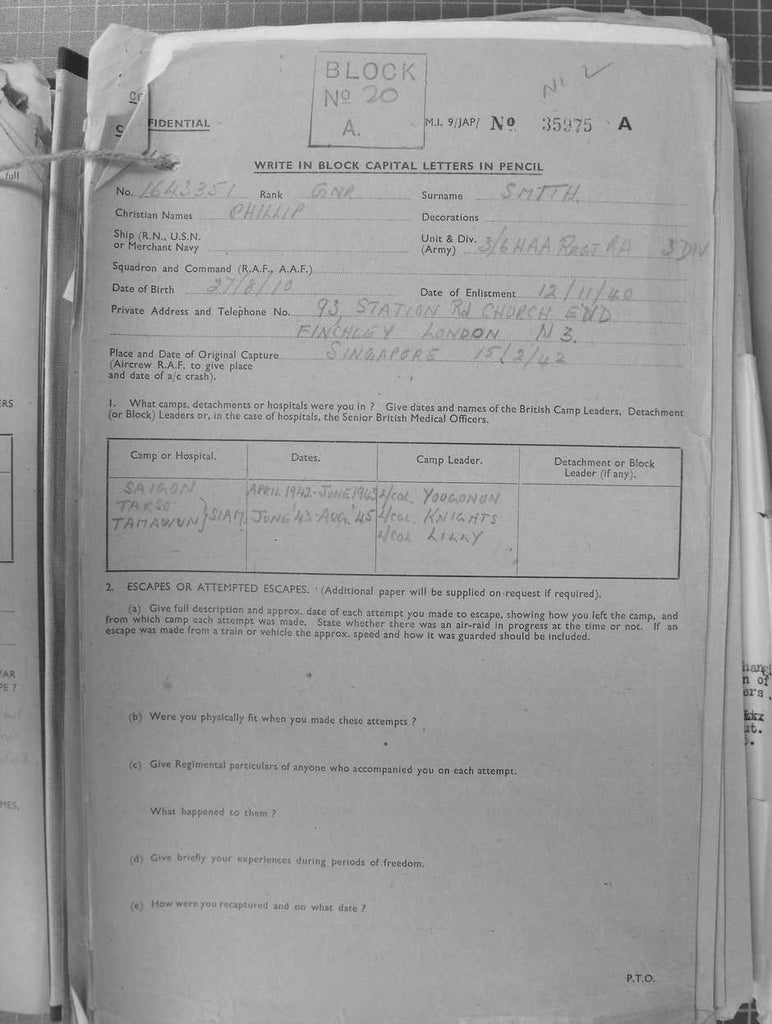 BLOCK
No 20
A.
FIDENTIAL
M.I. 9/JAP/ No 35975 A
WRITE IN BLOCK CAPITAL LETTERS IN PENCIL
No. 1643351 Rank GNR Surname SMITH
Christian Names PHILLIP Decorations
Ship (R.N., U.S.N. or Merchant Navy Unit & Div. (Army) 3/6 HAA REGT RA 3 DIV
Squadron and Command (R.A.F., A.A.F.)
Date of Birth 27/8/10 Date of Enlistment 12/11/40
Private Address and Telephone No. 93, STATION Rd CHURCH END
FINCHLEY LONDON N3.
Place and Date of Original Capture SINGAPORE 15/2/42
(Aircrew R.A.F. to give place
and date of a/c crash).
1. What camps, detachments or hospitals were you in ? Give dates and names of the British Camp Leaders, Detachment
(or Block) Leaders or, in the case of hospitals, the Senior British Medical Officers.
Camp or Hospital. Dates. Camp Leader. Detachment or Block
Leader (if any).
SAIGON APRIL 1942-JUNE 1943 L/COL YOUGONUN
TARSO
TAMAWUN } SIAM JUNE '43-AUG '45 L/COL. KNIGHTS
L/COL LILLY
2. ESCAPES OR ATTEMPTED ESCAPES. (Additional paper will be supplied on request if required).
(a) Give full description and approx. date of each attempt you made to escape, showing how you left the camp, and
from which camp each attempt was made. State whether there was an air-raid in progress at the time or not. If an
escape was made from a train or vehicle the approx. speed and how it was guarded should be included.
(b) Were you physically fit when you made these attempts ?
(c) Give Regimental particulars of anyone who accompanied you on each attempt.
What happened to them ?
(d) Give briefly your experiences during periods of freedom.
(e) How were you recaptured and on what date ?
P.T.O.